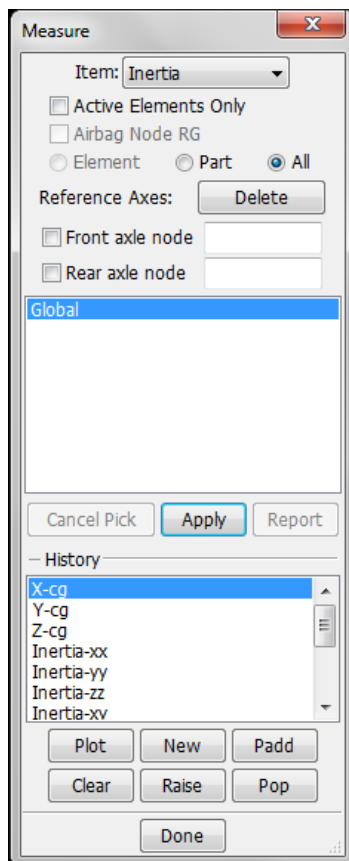 Measure
Item: Inertia
Active Elements Only
Airbag Node RG
Element Part All
Reference Axes: Delete
Front axle node
Rear axle node
Global
Cancel Pick Apply Report
History
X-cg
Y-cg
Z-cg
Inertia-xx
Inertia-yy
Inertia-zz
Inertia-xy
Plot New Padd
Clear Raise Pop
Done